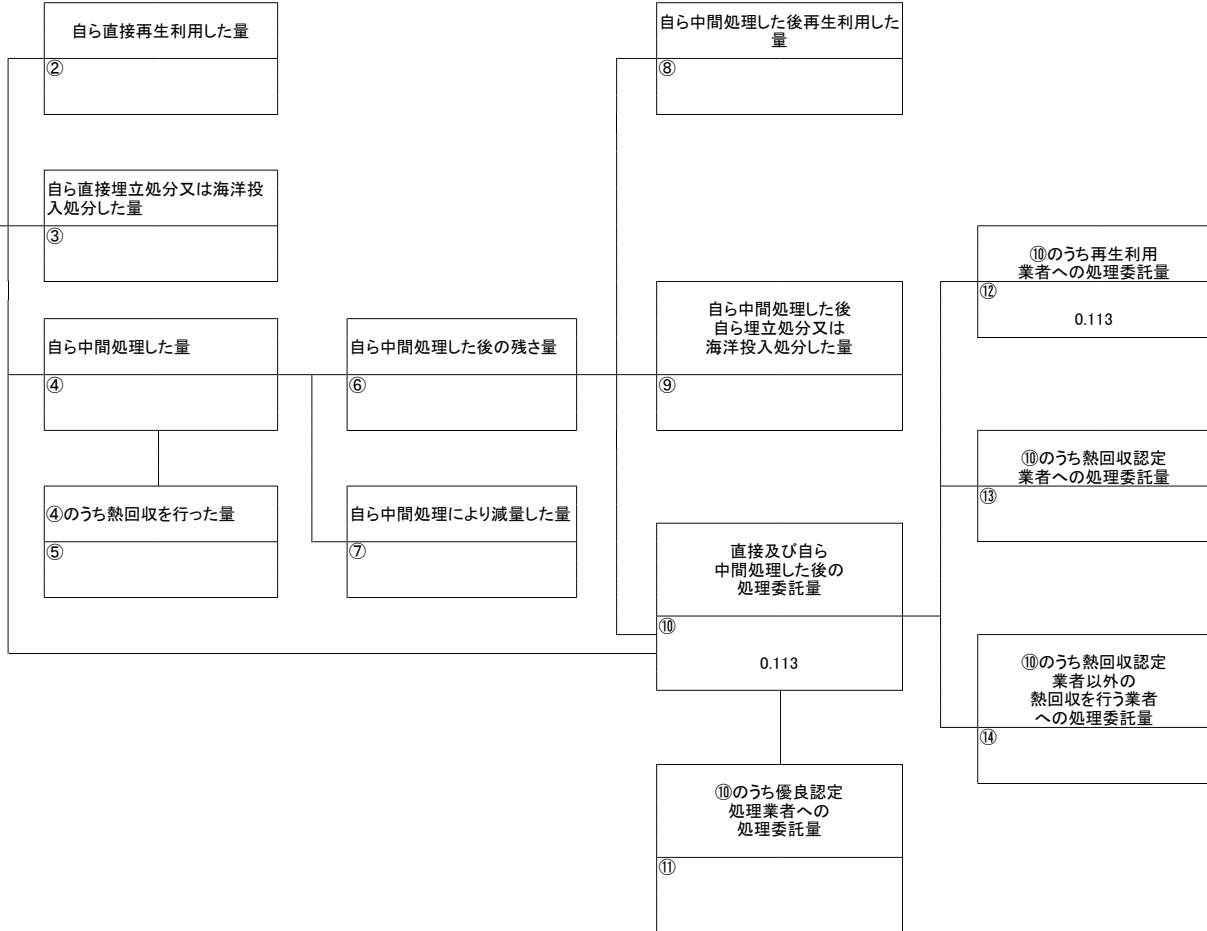 自ら直接再生利用した量
②
自ら中間処理した後再生利用した
量
⑧
自ら直接埋立処分又は海洋投
入処分した量
③
⑩のうち再生利用
業者への処理委託量
⑫
0.113
自ら中間処理した量
④
自ら中間処理した後の残さ量
⑥
自ら中間処理した後
自ら埋立処分又は
海洋投入処分した量
⑨
⑩のうち熱回収認定
業者への処理委託量
⑬
④のうち熱回収を行った量
⑤
自ら中間処理により減量した量
⑦
直接及び自ら
中間処理した後の
処理委託量
⑩
0.113
⑩のうち熱回収認定
業者以外の
熱回収を行う業者
への処理委託量
⑭
⑩のうち優良認定
処理業者への
処理委託量
⑪